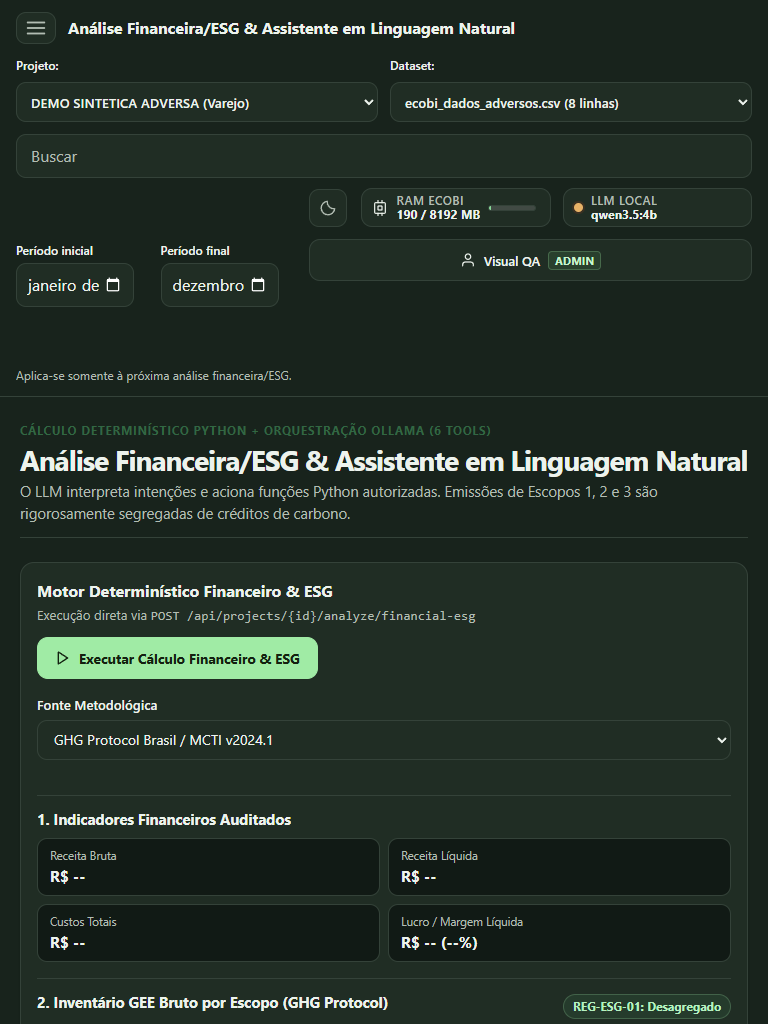 Análise Financeira/ESG & Assistente em Linguagem Natural
Projeto:
Dataset:
DEMO SINTETICA ADVERSA (Varejo)
ecobi_dados_adversos.csv (8 linhas)
Buscar
RAM ECOBI
190 / 8192 MB
LLM LOCAL
qwen3.5:4b
Período inicial
Período final
janeiro de
dezembro
Visual QA
ADMIN
Aplica-se somente à próxima análise financeira/ESG.
CÁLCULO DETERMINÍSTICO PYTHON + ORQUESTRAÇÃO OLLAMA (6 TOOLS)
Análise Financeira/ESG & Assistente em Linguagem Natural
O LLM interpreta intenções e aciona funções Python autorizadas. Emissões de Escopos 1, 2 e 3 são
rigorosamente segregadas de créditos de carbono.
Motor Determinístico Financeiro & ESG
Execução direta via POST /api/projects/{id}/analyze/financial-esg
Executar Cálculo Financeiro & ESG
Fonte Metodológica
GHG Protocol Brasil / MCTI v2024.1
1. Indicadores Financeiros Auditados
Receita Bruta
R$ --
Receita Líquida
R$ --
Custos Totais
R$ --
Lucro / Margem Líquida
R$ -- (--%)
2. Inventário GEE Bruto por Escopo (GHG Protocol)
REG-ESG-01: Desagregado